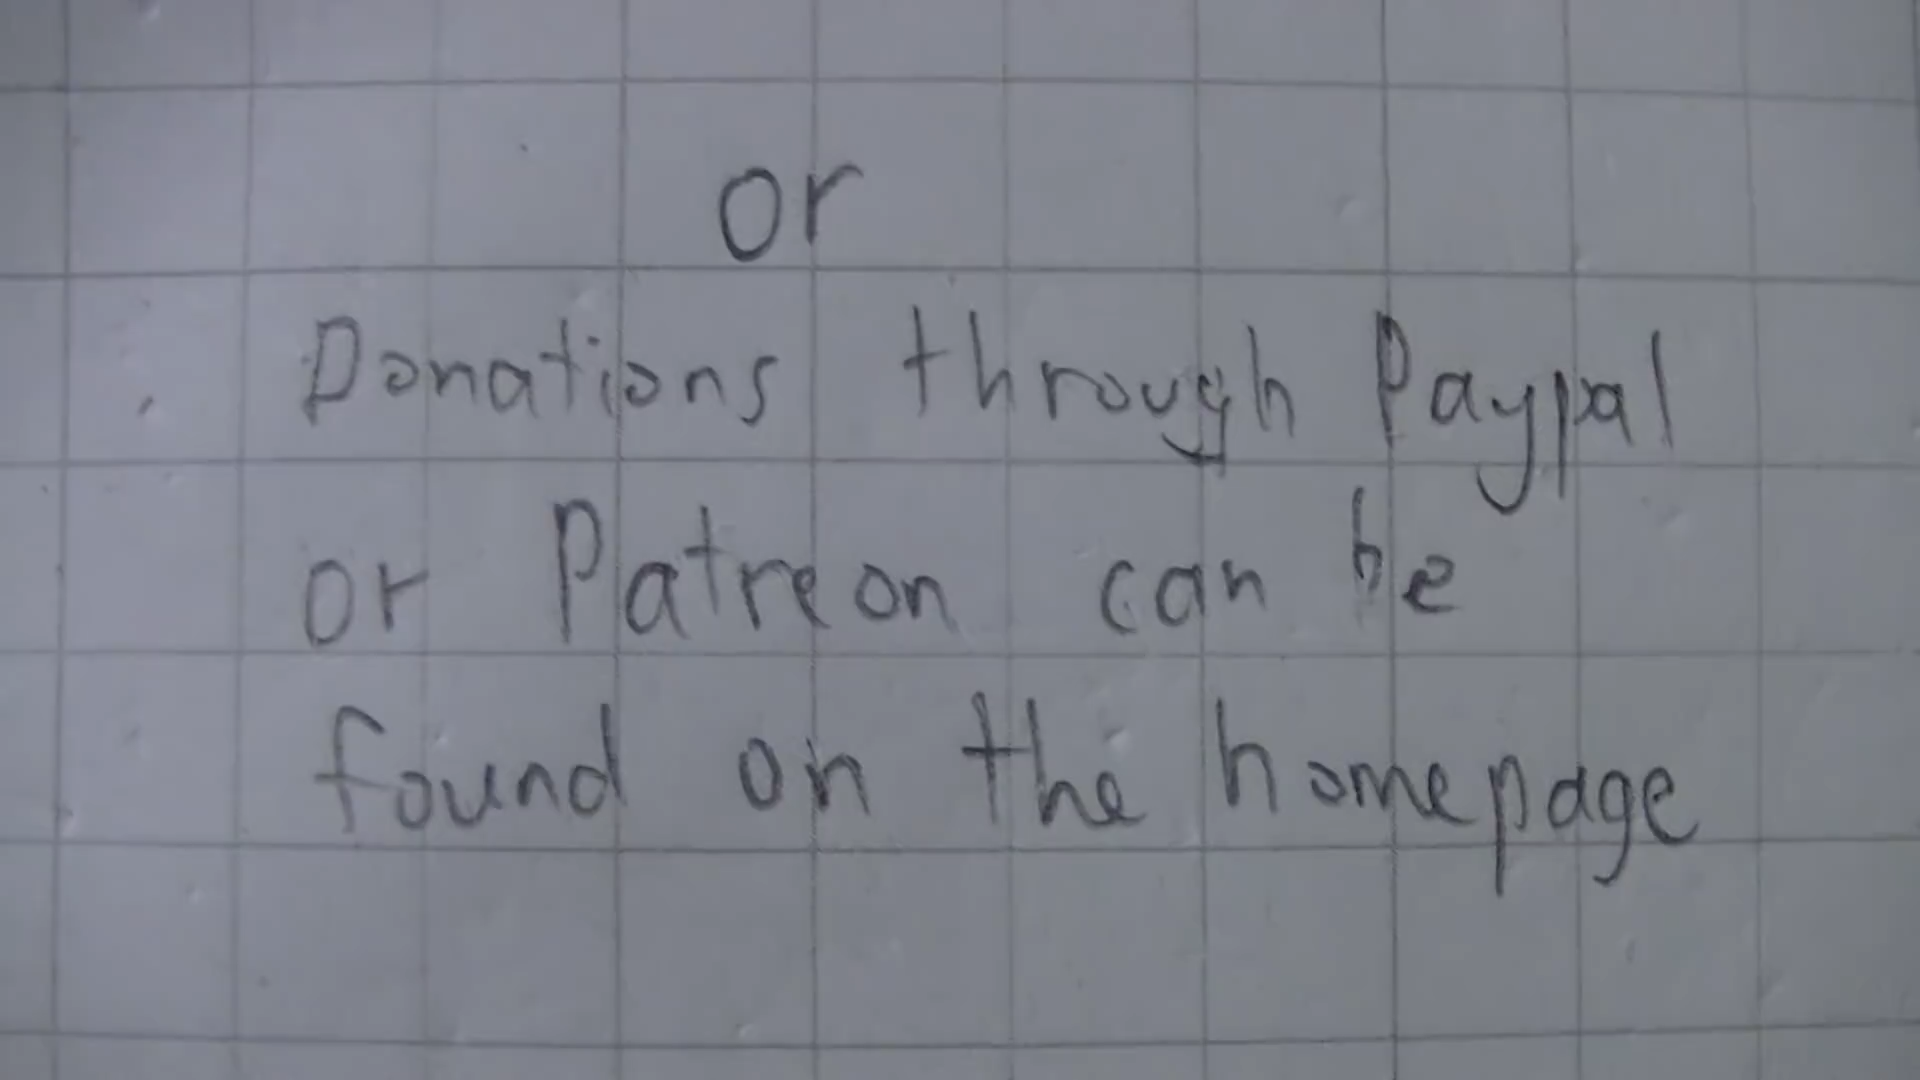 or
Donations through Paypal
or Patreon can be
found on the homepage